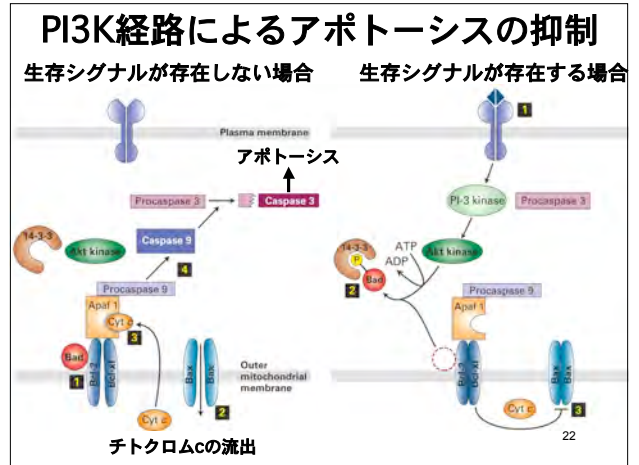 PI3K経路によるアポトーシスの抑制
生存シグナルが存在しない場合
Plasma membrane
アポトーシス
Procaspase 3
Caspase 3
14-3-3
Akt kinase
Caspase 9
4
Procaspase 9
Apaf 1
Cyt c
3
Bad
1
Bcl-2
Bcl-xl
Bax
Bax
2
Outer
mitochondrial
membrane
Cyt c
チトクロムcの流出
生存シグナルが存在する場合
1
PI-3 kinase
Procaspase 3
14-3-3
P
Bad
2
ATP
ADP
Akt kinase
Procaspase 9
Apaf 1
Bcl-2
Bcl-xl
Bax
Bax
Cyt c
3
22